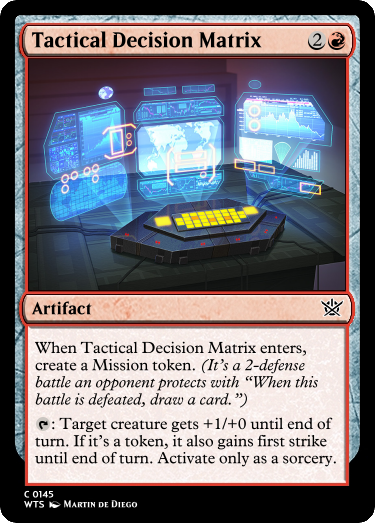 Tactical Decision Matrix 2
Artifact
When Tactical Decision Matrix enters,
create a Mission token. (It's a 2-defense
battle an opponent protects with "When this
battle is defeated, draw a card.")
: Target creature gets +1/+0 until end of
turn. If it's a token, it also gains first strike
until end of turn. Activate only as a sorcery.
C 0145
WTS Martin de Diego